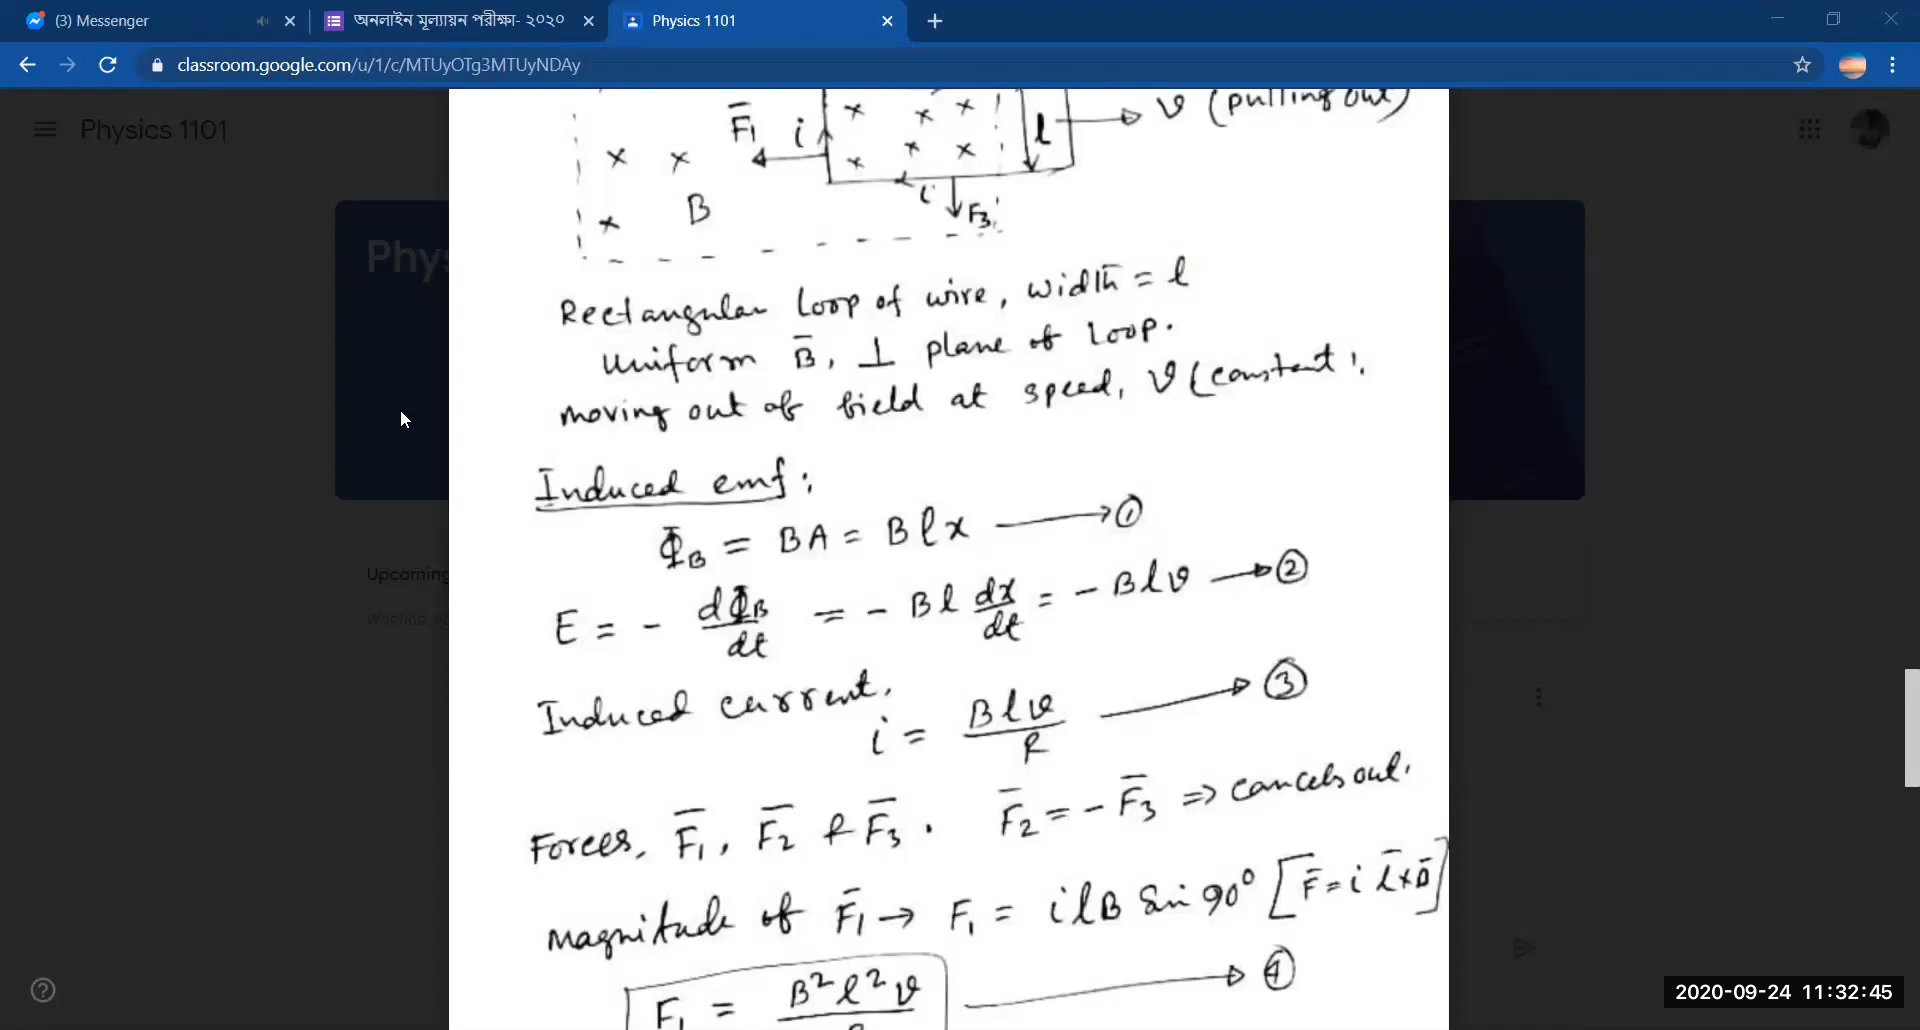 (3) Messenger
অনলাইন মূল্যায়ন পরীক্ষা- ২০২০
Physics 1101
classroom.google.com/u/1/c/MTUyOTg3MTUyNDAy
Physics 1101
Phys
Upcoming
v (pulling out)
F̄₁ i
l
B
i
F₃
Rectangular loop of wire, width = l
Uniform B̄, ⊥ plane of loop.
moving out of field at speed, v (constant).
Induced emf:
Φ_B = BA = Blx ⟶ ①
E = - dΦ_B/dt = - Bl dx/dt = - Blv ⟶ ②
Induced current,
i = Blv/R ⟶ ③
Forces, F̄₁, F̄₂ & F̄₃. F̄₂ = - F̄₃ ⇒ cancels out.
magnitude of F̄₁ → F₁ = ilB Sin 90° [F̄ = i l̄ × B̄]
F₁ = B²l²v/R ⟶ ④
2020-09-24 11:32:45